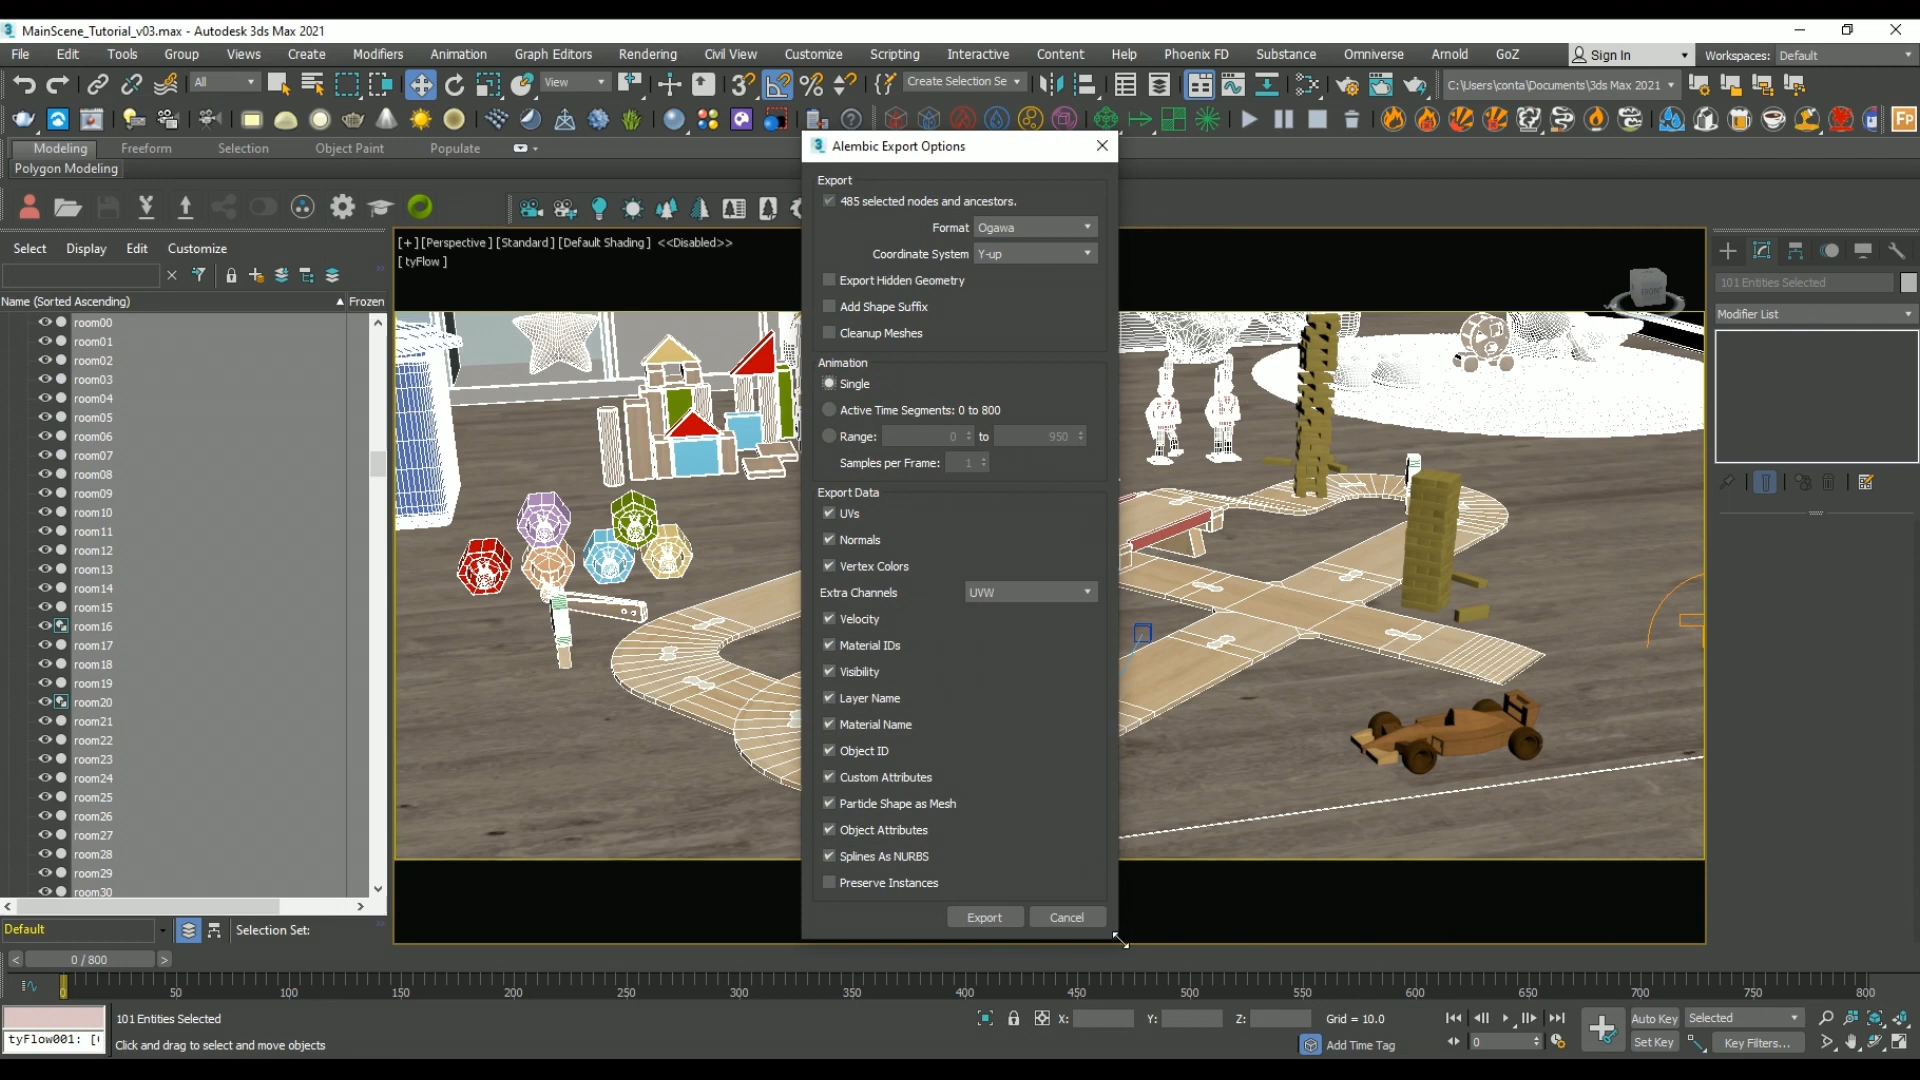 MainScene_Tutorial_v03.max - Autodesk 3ds Max 2021
File Edit Tools Group Views Create Modifiers Animation Graph Editors Rendering Civil View Customize Scripting Interactive Content Help Phoenix FD Substance Omniverse Arnold GoZ Sign In Workspaces: Default
All View Create Selection Se C:\Users\conta\Documents\3ds Max 2021
Fp
Modeling Freeform Selection Object Paint Populate
Polygon Modeling
Select Display Edit Customize
Name (Sorted Ascending) Frozen
room00
room01
room02
room03
room04
room05
room06
room07
room08
room09
room10
room11
room12
room13
room14
room15
room16
room17
room18
room19
room20
room21
room22
room23
room24
room25
room26
room27
room28
room29
room30
Default Selection Set:
[+] [Perspective ] [Standard ] [Default Shading ] <<Disabled>>
[ tyFlow ]
FRONT
Alembic Export Options
Export
485 selected nodes and ancestors.
Format Ogawa
Coordinate System Y-up
Export Hidden Geometry
Add Shape Suffix
Cleanup Meshes
Animation
Single
Active Time Segments: 0 to 800
Range: 0 to 950
Samples per Frame: 1
Export Data
UVs
Normals
Vertex Colors
Extra Channels UVW
Velocity
Material IDs
Visibility
Layer Name
Material Name
Object ID
Custom Attributes
Particle Shape as Mesh
Object Attributes
Splines As NURBS
Preserve Instances
Export Cancel
101 Entities Selected
Modifier List
< 0 / 800 >
0 50 100 150 200 250 300 350 400 450 500 550 600 650 700 750 800
101 Entities Selected X: Y: Z: Grid = 10.0 Auto Key Selected
tyFlow001: [ Click and drag to select and move objects Add Time Tag 0 Set Key Key Filters...